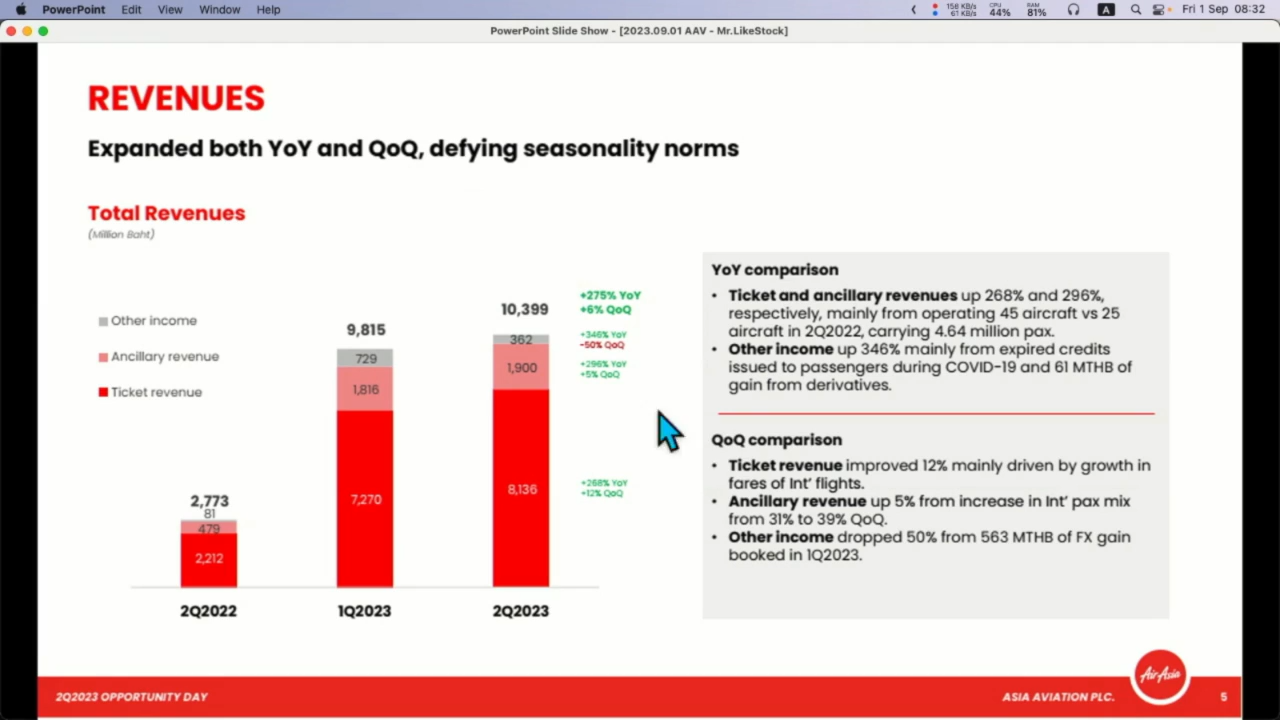 PowerPoint Edit View Window Help
156 KB/s
61 KB/s
CPU
44%
RAM
81%
A
Fri 1 Sep 08:32
PowerPoint Slide Show - [2023.09.01 AAV - Mr.LikeStock]
REVENUES
Expanded both YoY and QoQ, defying seasonality norms
Total Revenues
(Million Baht)
Other income
Ancillary revenue
Ticket revenue
2,773
81
479
2,212
9,815
729
1,816
7,270
10,399
362
1,900
8,136
+275% YoY
+6% QoQ
+346% YoY
-50% QoQ
+296% YoY
+5% QoQ
+268% YoY
+12% QoQ
2Q2022 1Q2023 2Q2023
YoY comparison
• Ticket and ancillary revenues up 268% and 296%,
respectively, mainly from operating 45 aircraft vs 25
aircraft in 2Q2022, carrying 4.64 million pax.
• Other income up 346% mainly from expired credits
issued to passengers during COVID-19 and 61 MTHB of
gain from derivatives.
QoQ comparison
• Ticket revenue improved 12% mainly driven by growth in
fares of Int' flights.
• Ancillary revenue up 5% from increase in Int' pax mix
from 31% to 39% QoQ.
• Other income dropped 50% from 563 MTHB of FX gain
booked in 1Q2023.
2Q2023 OPPORTUNITY DAY
ASIA AVIATION PLC.
AirAsia
5